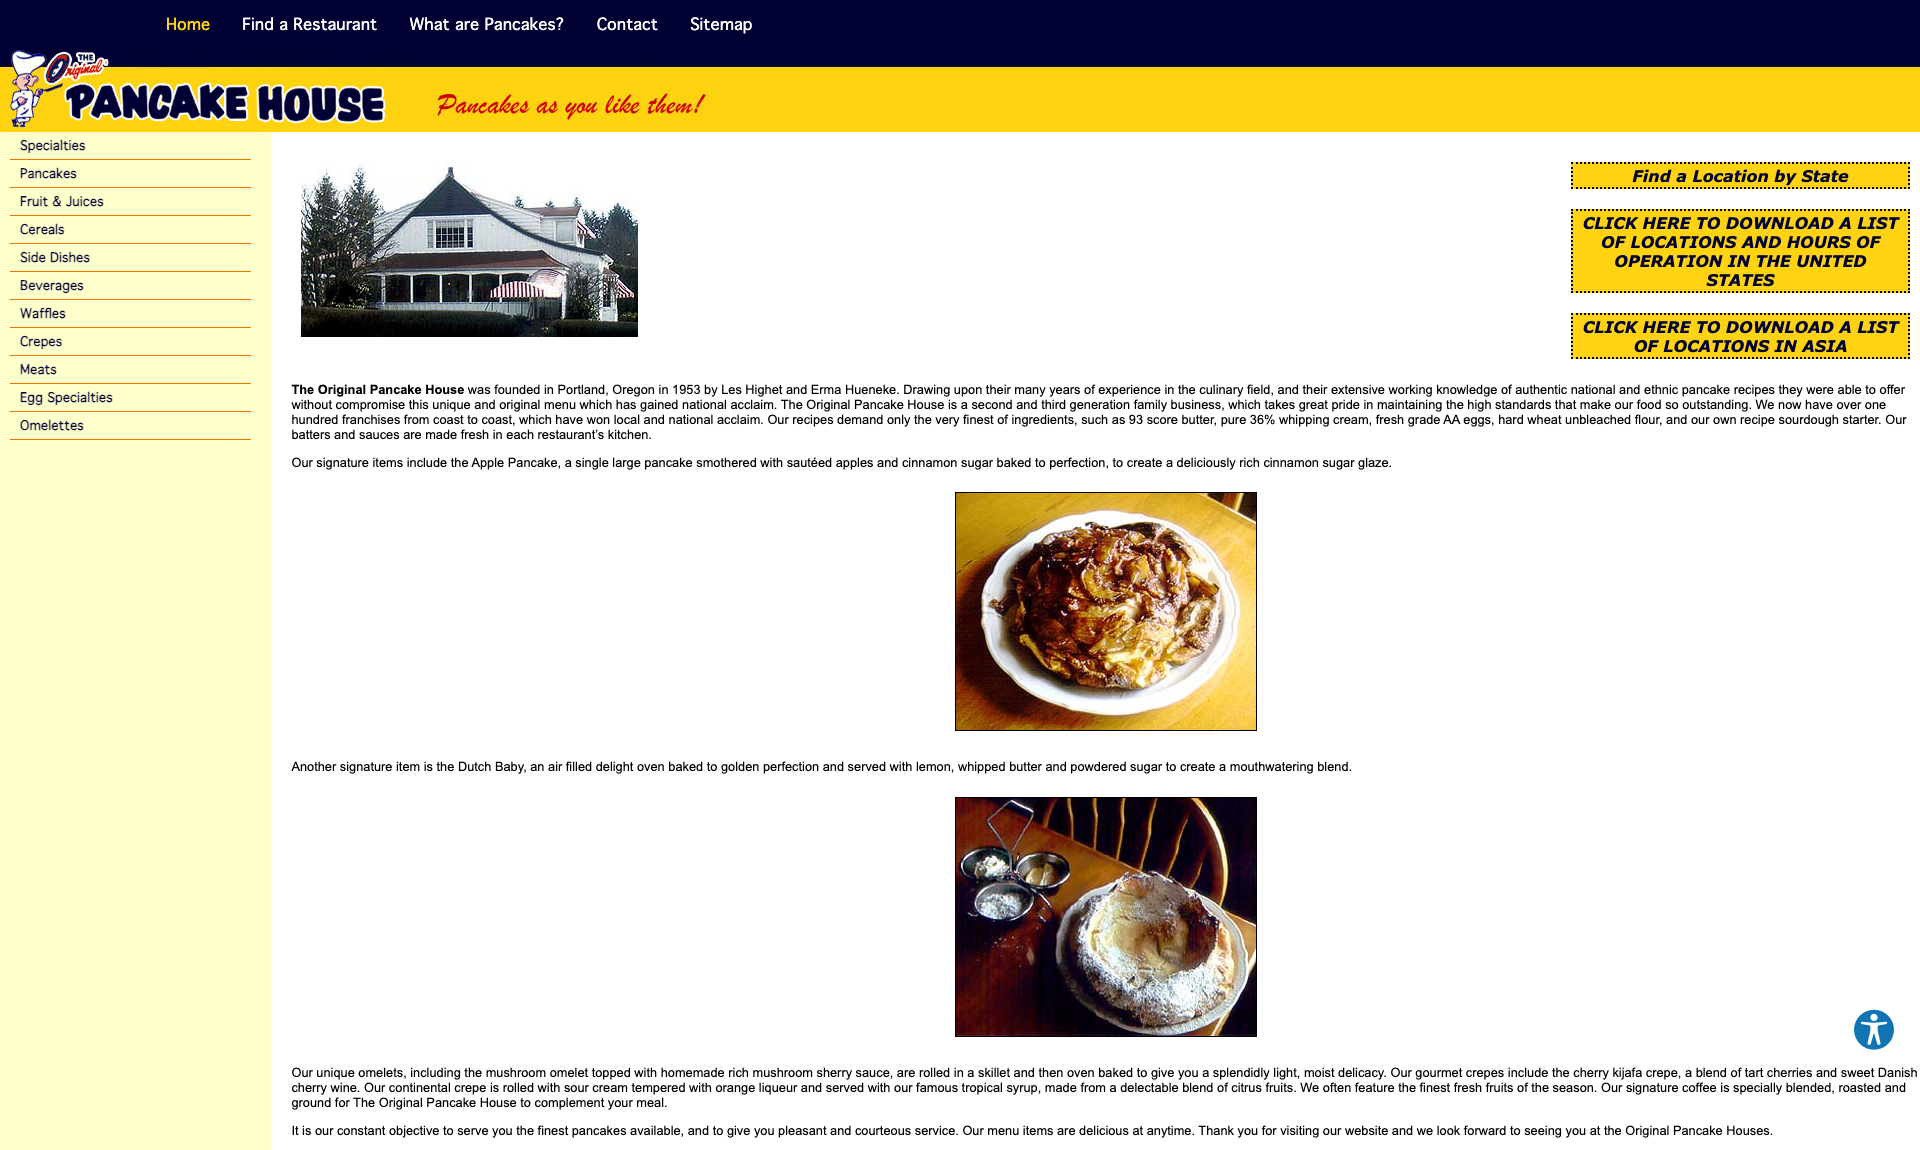 Home Find a Restaurant What are Pancakes? Contact Sitemap
THE
Original
PANCAKE HOUSE
Pancakes as you like them!
Specialties
Pancakes
Fruit & Juices
Cereals
Side Dishes
Beverages
Waffles
Crepes
Meats
Egg Specialties
Omelettes
Find a Location by State
CLICK HERE TO DOWNLOAD A LIST
OF LOCATIONS AND HOURS OF
OPERATION IN THE UNITED
STATES
CLICK HERE TO DOWNLOAD A LIST
OF LOCATIONS IN ASIA
The Original Pancake House was founded in Portland, Oregon in 1953 by Les Highet and Erma Hueneke. Drawing upon their many years of experience in the culinary field, and their extensive working knowledge of authentic national and ethnic pancake recipes they were able to offer
without compromise this unique and original menu which has gained national acclaim. The Original Pancake House is a second and third generation family business, which takes great pride in maintaining the high standards that make our food so outstanding. We now have over one
hundred franchises from coast to coast, which have won local and national acclaim. Our recipes demand only the very finest of ingredients, such as 93 score butter, pure 36% whipping cream, fresh grade AA eggs, hard wheat unbleached flour, and our own recipe sourdough starter. Our
batters and sauces are made fresh in each restaurant's kitchen.
Our signature items include the Apple Pancake, a single large pancake smothered with sautéed apples and cinnamon sugar baked to perfection, to create a deliciously rich cinnamon sugar glaze.
Another signature item is the Dutch Baby, an air filled delight oven baked to golden perfection and served with lemon, whipped butter and powdered sugar to create a mouthwatering blend.
Our unique omelets, including the mushroom omelet topped with homemade rich mushroom sherry sauce, are rolled in a skillet and then oven baked to give you a splendidly light, moist delicacy. Our gourmet crepes include the cherry kijafa crepe, a blend of tart cherries and sweet Danish
cherry wine. Our continental crepe is rolled with sour cream tempered with orange liqueur and served with our famous tropical syrup, made from a delectable blend of citrus fruits. We often feature the finest fresh fruits of the season. Our signature coffee is specially blended, roasted and
ground for The Original Pancake House to complement your meal.
It is our constant objective to serve you the finest pancakes available, and to give you pleasant and courteous service. Our menu items are delicious at anytime. Thank you for visiting our website and we look forward to seeing you at the Original Pancake Houses.